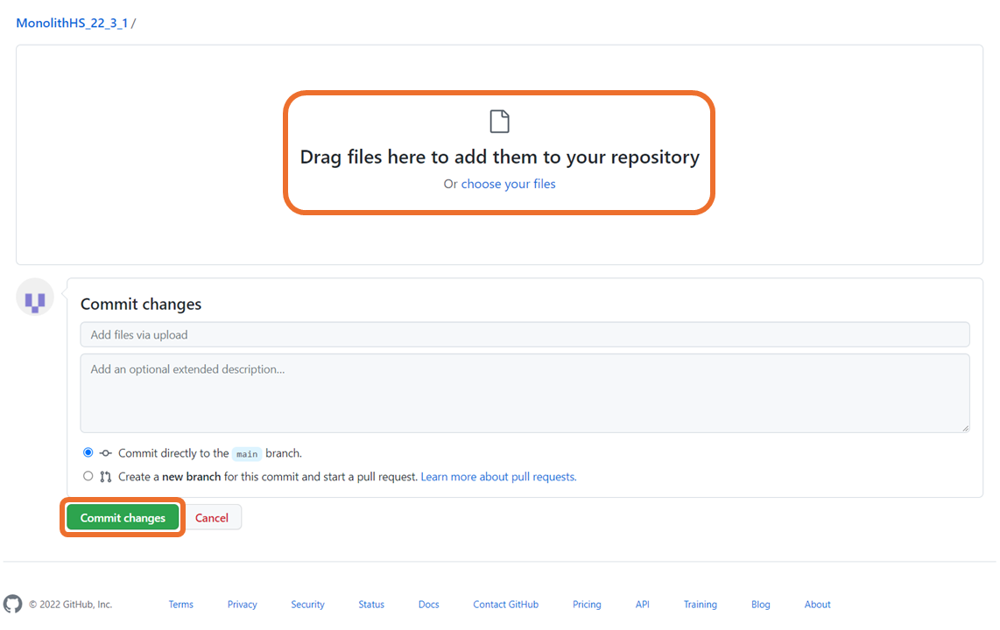 MonolithHS_22_3_1 /
Drag files here to add them to your repository
Or choose your files
Commit changes
Add files via upload
Add an optional extended description...
Commit directly to the main branch.
Create a new branch for this commit and start a pull request. Learn more about pull requests.
Commit changes Cancel
© 2022 GitHub, Inc. Terms Privacy Security Status Docs Contact GitHub Pricing API Training Blog About